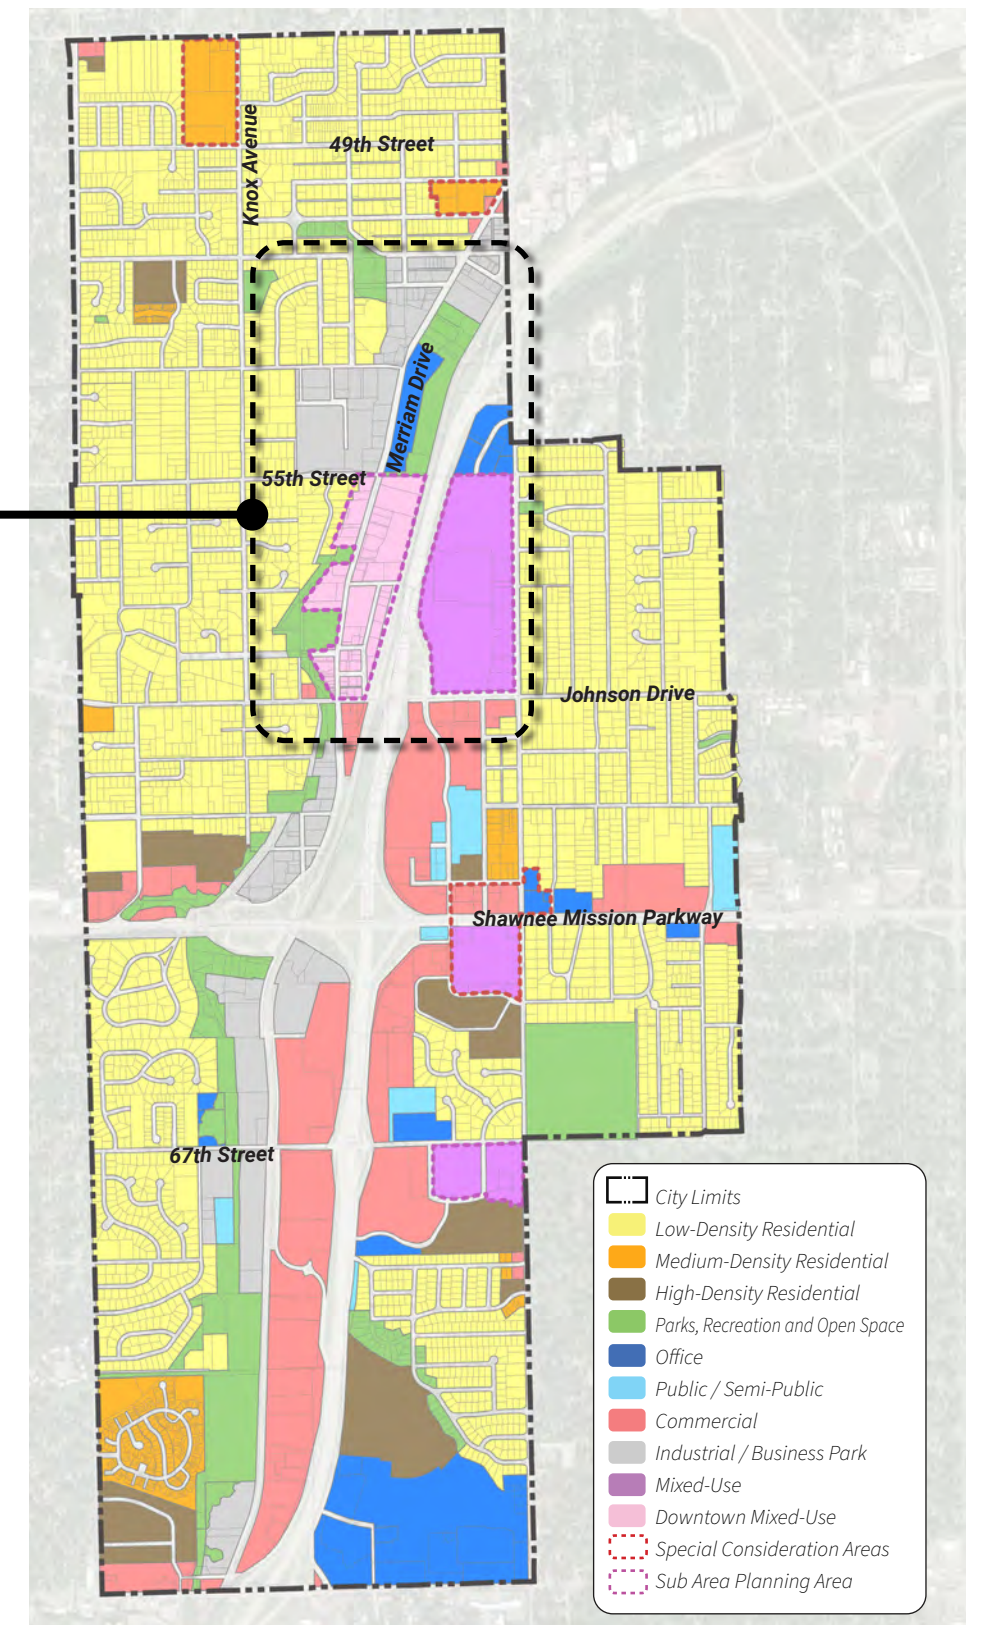 49th Street
Knox Avenue
Merriam Drive
55th Street
Johnson Drive
Shawnee Mission Parkway
67th Street
City Limits
Low-Density Residential
Medium-Density Residential
High-Density Residential
Parks, Recreation and Open Space
Office
Public / Semi-Public
Commercial
Industrial / Business Park
Mixed-Use
Downtown Mixed-Use
Special Consideration Areas
Sub Area Planning Area